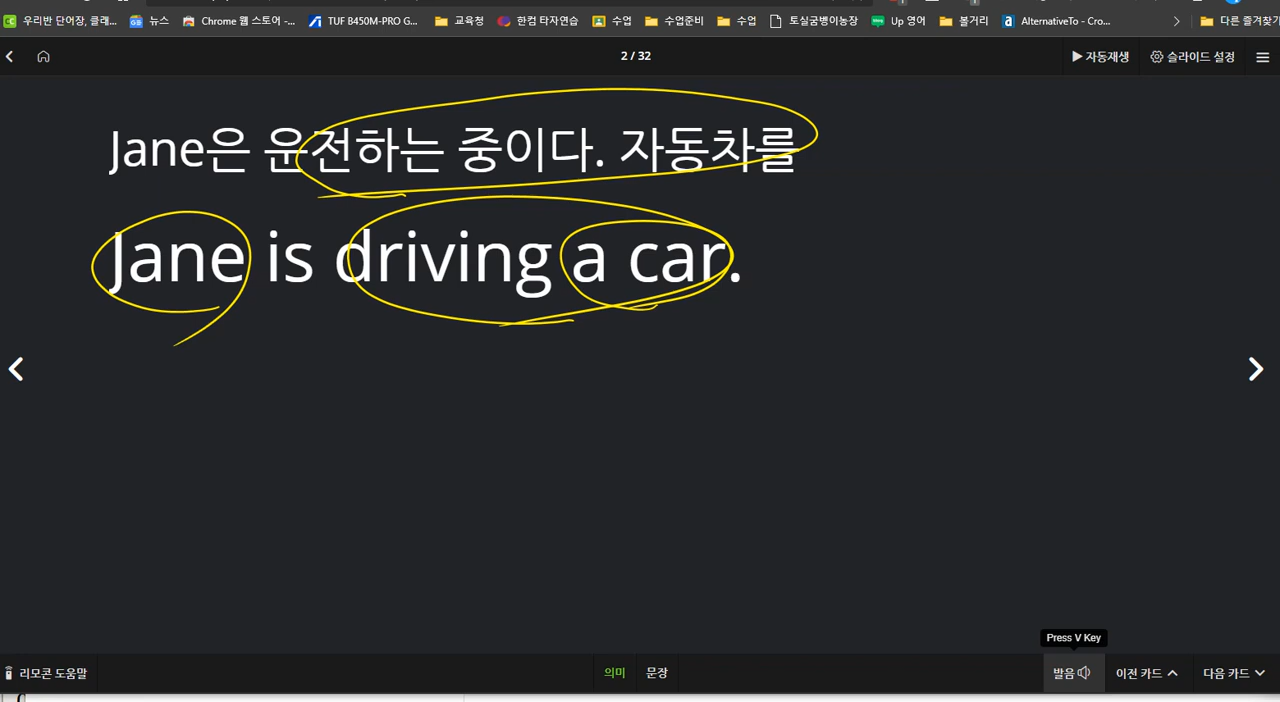 우리반 단어장, 클래... 뉴스 Chrome 웹 스토어 -... TUF B450M-PRO G... 교육청 한컴 타자연습 수업 수업준비 수업 토실굼벵이농장 Up 영어 볼거리 AlternativeTo - Cro... 다른 즐겨찾기
2 / 32 자동재생 슬라이드 설정
Jane은 운전하는 중이다. 자동차를
Jane is driving a car.
Press V Key
리모콘 도움말 의미 문장 발음 이전 카드 다음 카드